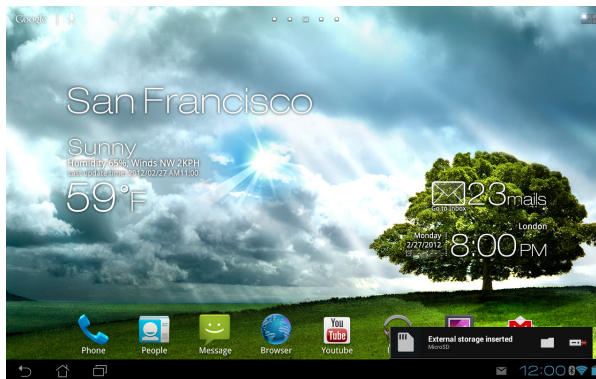 Google
San Francisco
Sunny
Humidity 65%, Winds NW 2KPH
Last update time: 2012/02/27 AM11:00
59°F
23mails
Go to Inbox
London
Monday
2/27/2012
8:00PM
Phone
People
Message
Browser
You
Tube
Youtube
External storage inserted
MicroSD
12:00